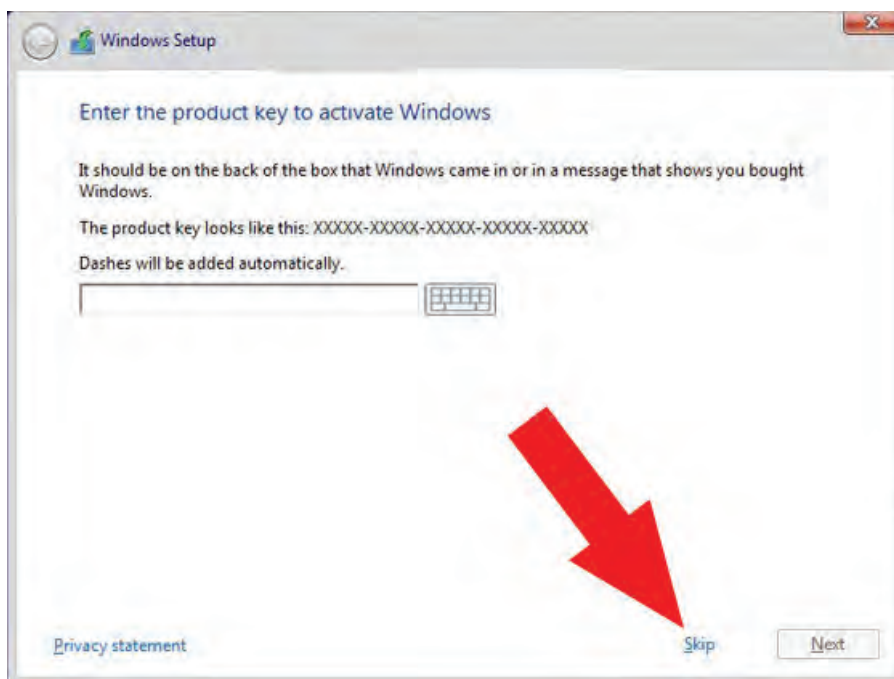 Windows Setup
Enter the product key to activate Windows
It should be on the back of the box that Windows came in or in a message that shows you bought
Windows.
The product key looks like this: XXXXX-XXXXX-XXXXX-XXXXX-XXXXX
Dashes will be added automatically.
Privacy statement
Skip
Next